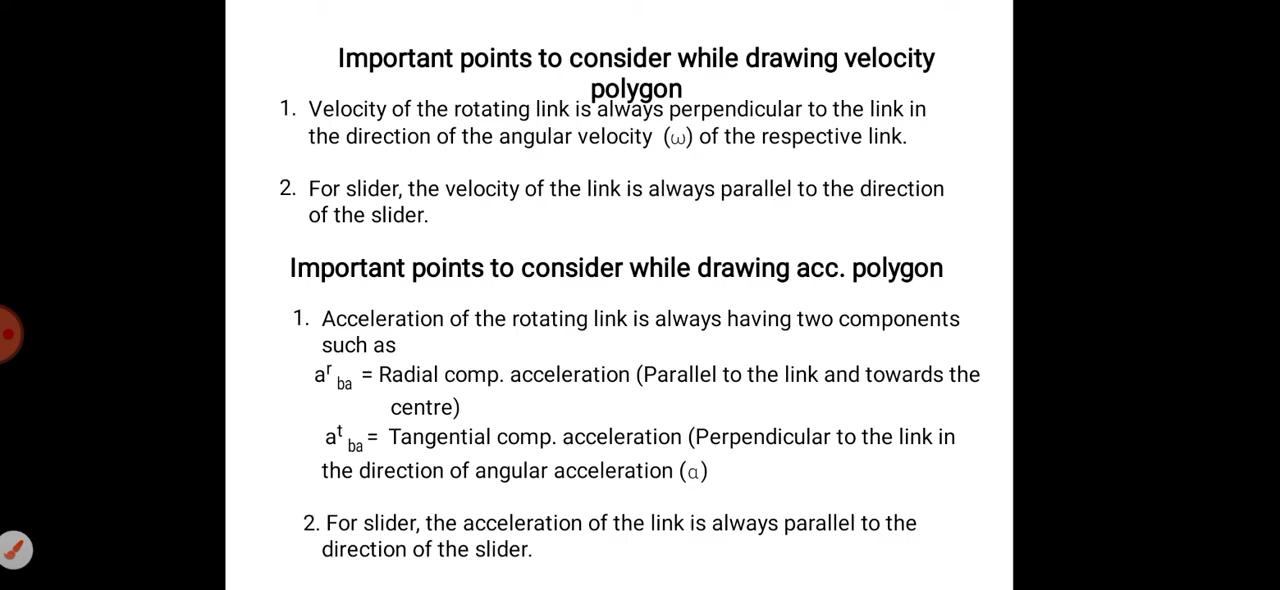 Important points to consider while drawing velocity
polygon
1. Velocity of the rotating link is always perpendicular to the link in
the direction of the angular velocity (ω) of the respective link.
2. For slider, the velocity of the link is always parallel to the direction
of the slider.
Important points to consider while drawing acc. polygon
1. Acceleration of the rotating link is always having two components
such as
aʳ ba = Radial comp. acceleration (Parallel to the link and towards the
centre)
aᵗ ba = Tangential comp. acceleration (Perpendicular to the link in
the direction of angular acceleration (α)
2. For slider, the acceleration of the link is always parallel to the
direction of the slider.